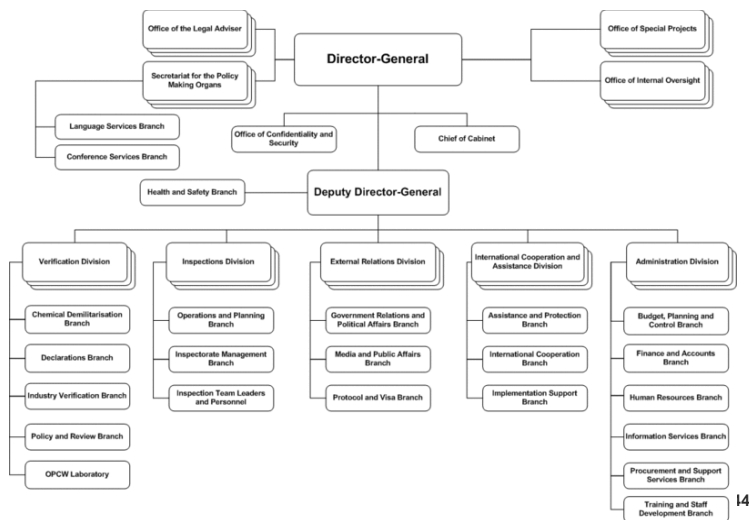 Office of the Legal Adviser
Director-General
Office of Special Projects
Secretariat for the Policy
Making Organs
Office of Internal Oversight
Language Services Branch
Office of Confidentiality and
Security
Chief of Cabinet
Conference Services Branch
Health and Safety Branch
Deputy Director-General
Verification Division
Inspections Division
External Relations Division
International Cooperation and
Assistance Division
Administration Division
Chemical Demilitarisation
Branch
Operations and Planning
Branch
Government Relations and
Political Affairs Branch
Assistance and Protection
Branch
Budget, Planning and
Control Branch
Declarations Branch
Inspectorate Management
Branch
Media and Public Affairs
Branch
International Cooperation
Branch
Finance and Accounts
Branch
Industry Verification Branch
Inspection Team Leaders
and Personnel
Protocol and Visa Branch
Implementation Support
Branch
Human Resources Branch
Policy and Review Branch
Information Services Branch
OPCW Laboratory
Procurement and Support
Services Branch
Training and Staff
Development Branch